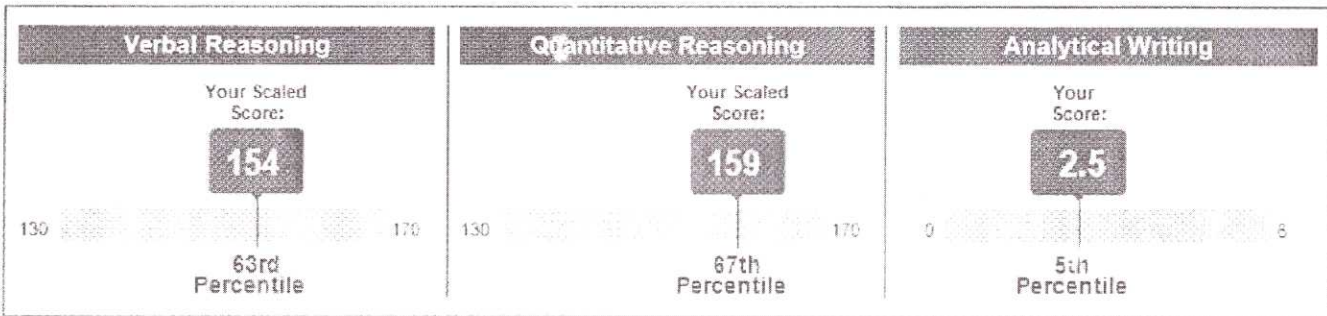 Verbal Reasoning
Your Scaled
Score:
154
130
170
63rd
Percentile
Quantitative Reasoning
Your Scaled
Score:
159
130
170
67th
Percentile
Analytical Writing
Your
Score:
2.5
0
6
5th
Percentile